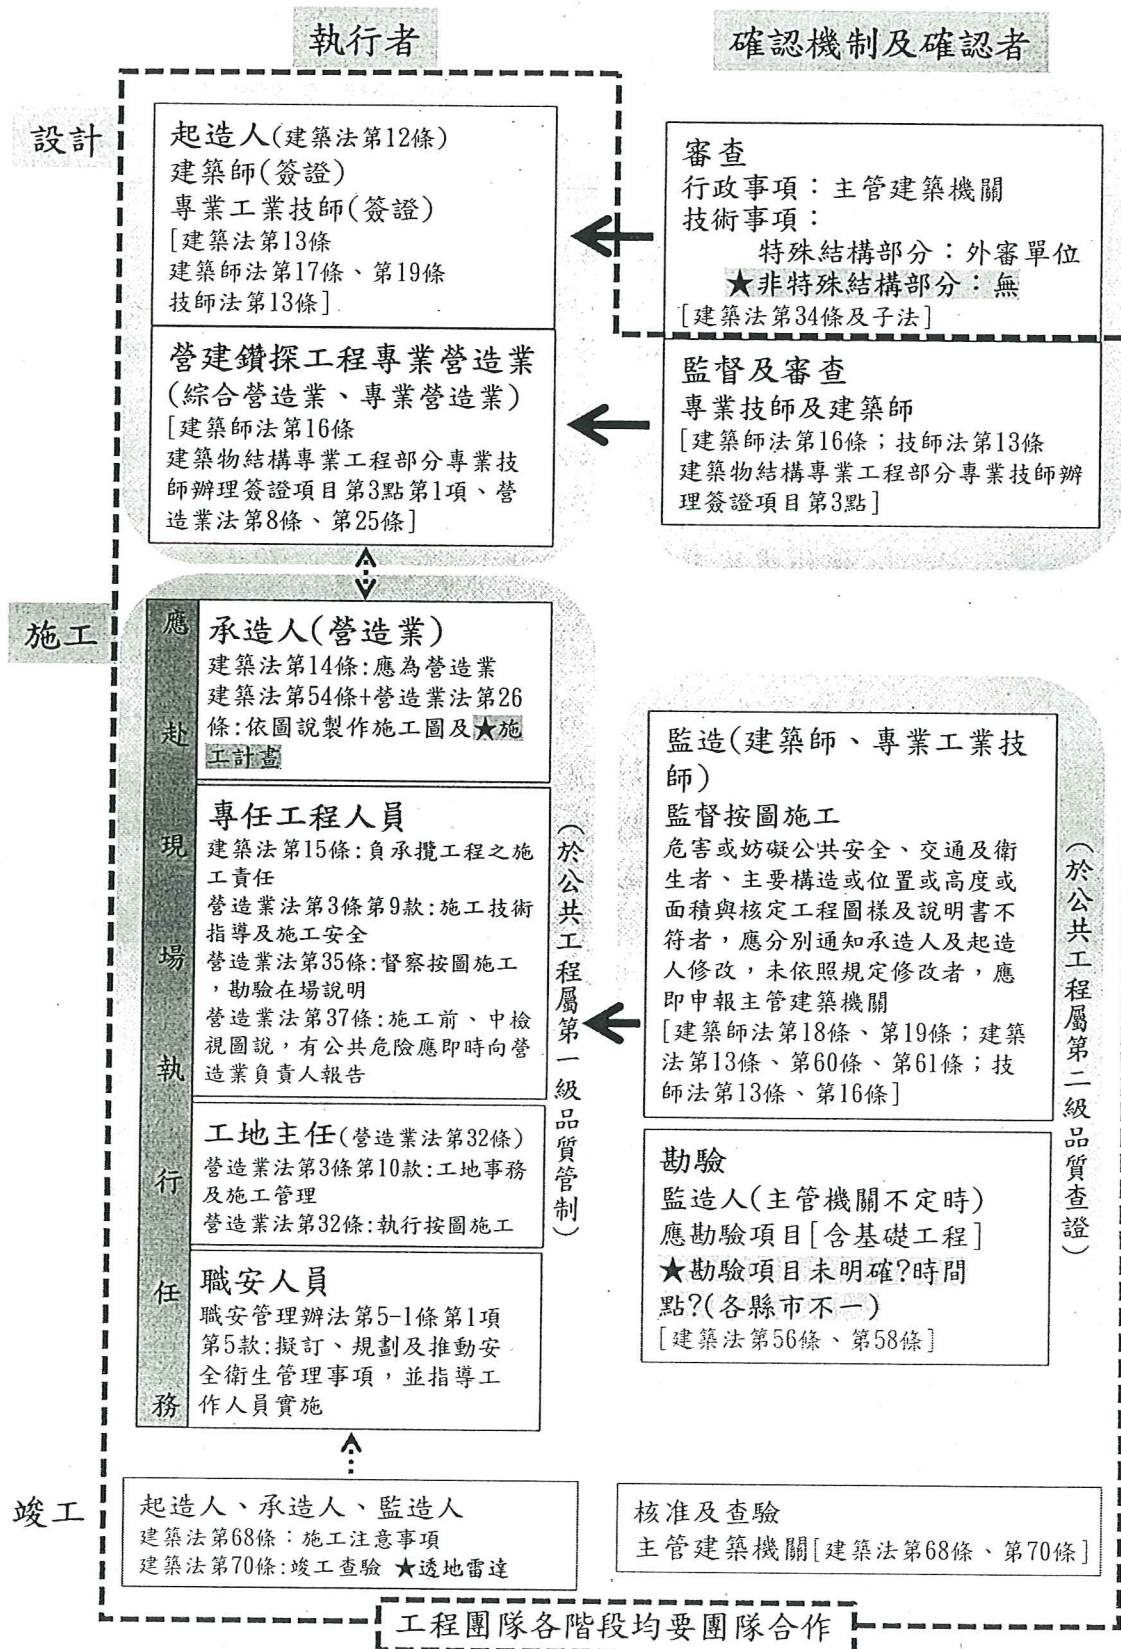 執行者
確認機制及確認者
設計
起造人(建築法第12條)
建築師(簽證)
專業工業技師(簽證)
[建築法第13條
建築師法第17條、第19條
技師法第13條]
審查
行政事項：主管建築機關
技術事項：
特殊結構部分：外審單位
★非特殊結構部分：無
[建築法第34條及子法]
營建鑽探工程專業營造業
(綜合營造業、專業營造業)
[建築師法第16條
建築物結構專業工程部分專業技
師辦理簽證項目第3點第1項、營
造業法第8條、第25條]
監督及審查
專業技師及建築師
[建築師法第16條；技師法第13條
建築物結構專業工程部分專業技師辦
理簽證項目第3點]
施工
應赴現場執行任務
承造人(營造業)
建築法第14條:應為營造業
建築法第54條+營造業法第26
條:依圖說製作施工圖及★施
工計畫
專任工程人員
建築法第15條:負承攬工程之施
工責任
營造業法第3條第9款:施工技術
指導及施工安全
營造業法第35條:督察按圖施工
，勘驗在場說明
營造業法第37條:施工前、中檢
視圖說，有公共危險應即時向營
造業負責人報告
工地主任(營造業法第32條)
營造業法第3條第10款:工地事務
及施工管理
營造業法第32條:執行按圖施工
職安人員
職安管理辦法第5-1條第1項
第5款:擬訂、規劃及推動安
全衛生管理事項，並指導工
作人員實施
(於公共工程屬第一級品質管制)
監造(建築師、專業工業技
師)
監督按圖施工
危害或妨礙公共安全、交通及衛
生者、主要構造或位置或高度或
面積與核定工程圖樣及說明書不
符者，應分別通知承造人及起造
人修改，未依照規定修改者，應
即申報主管建築機關
[建築師法第18條、第19條；建築
法第13條、第60條、第61條；技
師法第13條、第16條]
勘驗
監造人(主管機關不定時)
應勘驗項目[含基礎工程]
★勘驗項目未明確?時間
點?(各縣市不一)
[建築法第56條、第58條]
(於公共工程屬第二級品質查證)
竣工
起造人、承造人、監造人
建築法第68條：施工注意事項
建築法第70條:竣工查驗 ★透地雷達
核准及查驗
主管建築機關[建築法第68條、第70條]
工程團隊各階段均要團隊合作